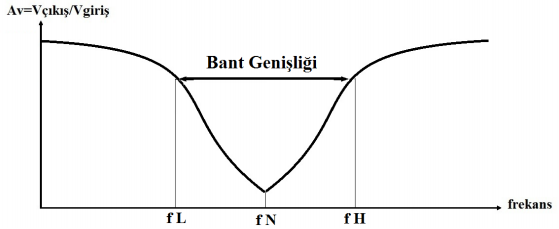 Av=Vçıkış/Vgiriş
Bant Genişliği
frekans
f L
f N
f H